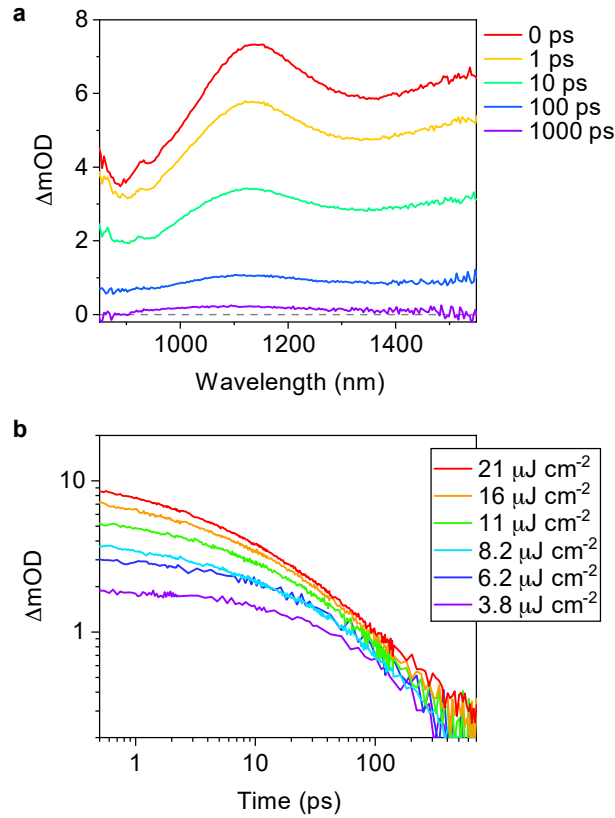 a
8
6
4
2
0
ΔmOD
1000
1200
1400
Wavelength (nm)
0 ps
1 ps
10 ps
100 ps
1000 ps
b
10
1
ΔmOD
1
10
100
Time (ps)
21 μJ cm⁻²
16 μJ cm⁻²
11 μJ cm⁻²
8.2 μJ cm⁻²
6.2 μJ cm⁻²
3.8 μJ cm⁻²